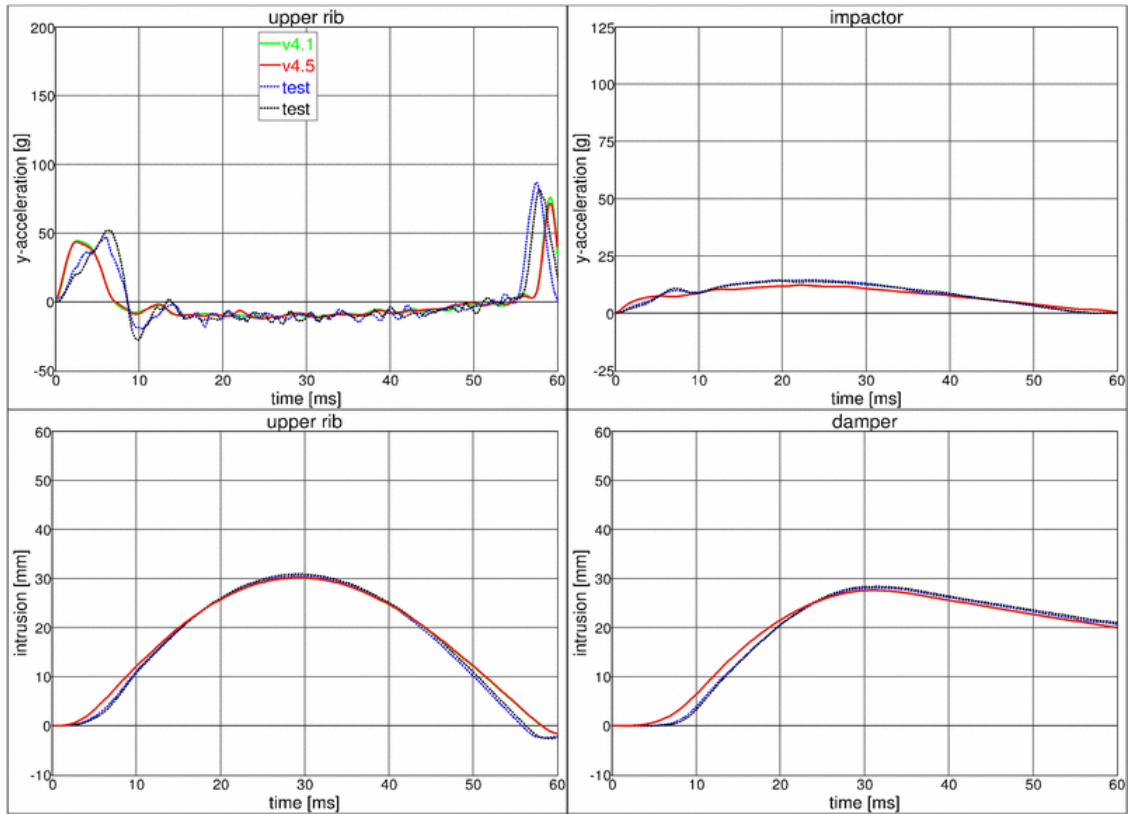 upper rib
200
150
100
50
0
-50
y-acceleration [g]
v4.1
v4.5
test
test
0 10 20 30 40 50 60
time [ms]
impactor
125
100
75
50
25
0
-25
y-acceleration [g]
0 10 20 30 40 50 60
time [ms]
upper rib
60
50
40
30
20
10
0
-10
intrusion [mm]
0 10 20 30 40 50 60
time [ms]
damper
60
50
40
30
20
10
0
-10
intrusion [mm]
0 10 20 30 40 50 60
time [ms]